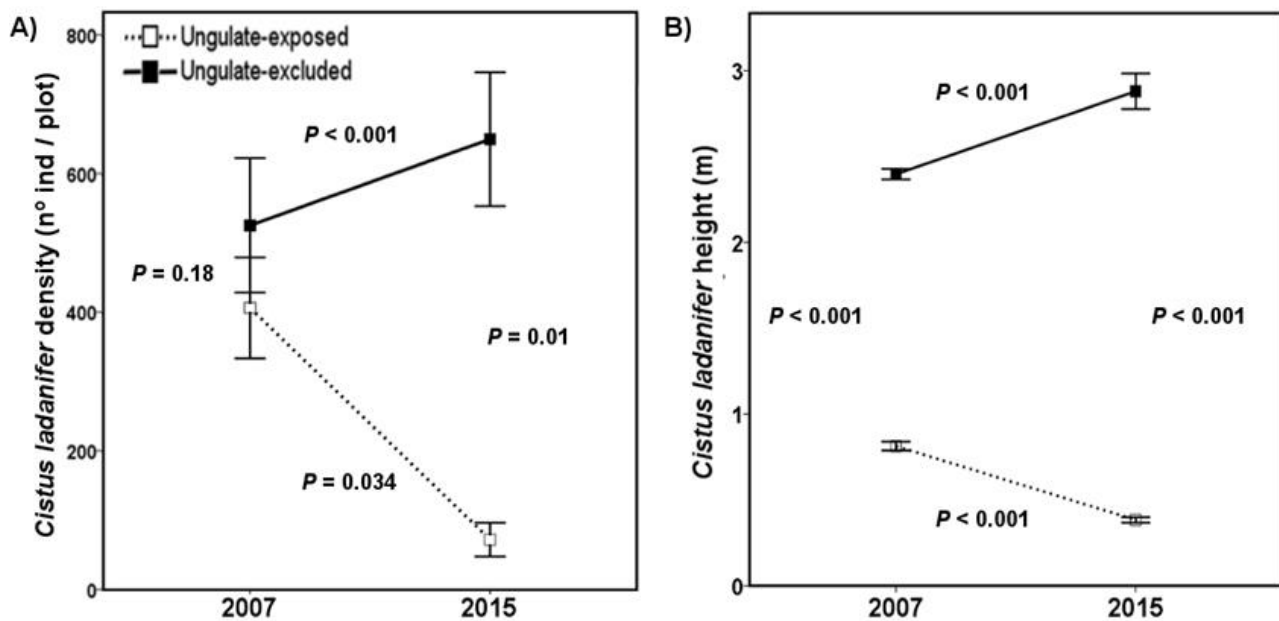 A)
Cistus ladanifer density (nº ind / plot)
800
600
400
200
0
Ungulate-exposed
Ungulate-excluded
P < 0.001
P = 0.18
P = 0.01
P = 0.034
2007
2015
B)
Cistus ladanifer height (m)
3
2
1
0
P < 0.001
P < 0.001
P < 0.001
P < 0.001
2007
2015